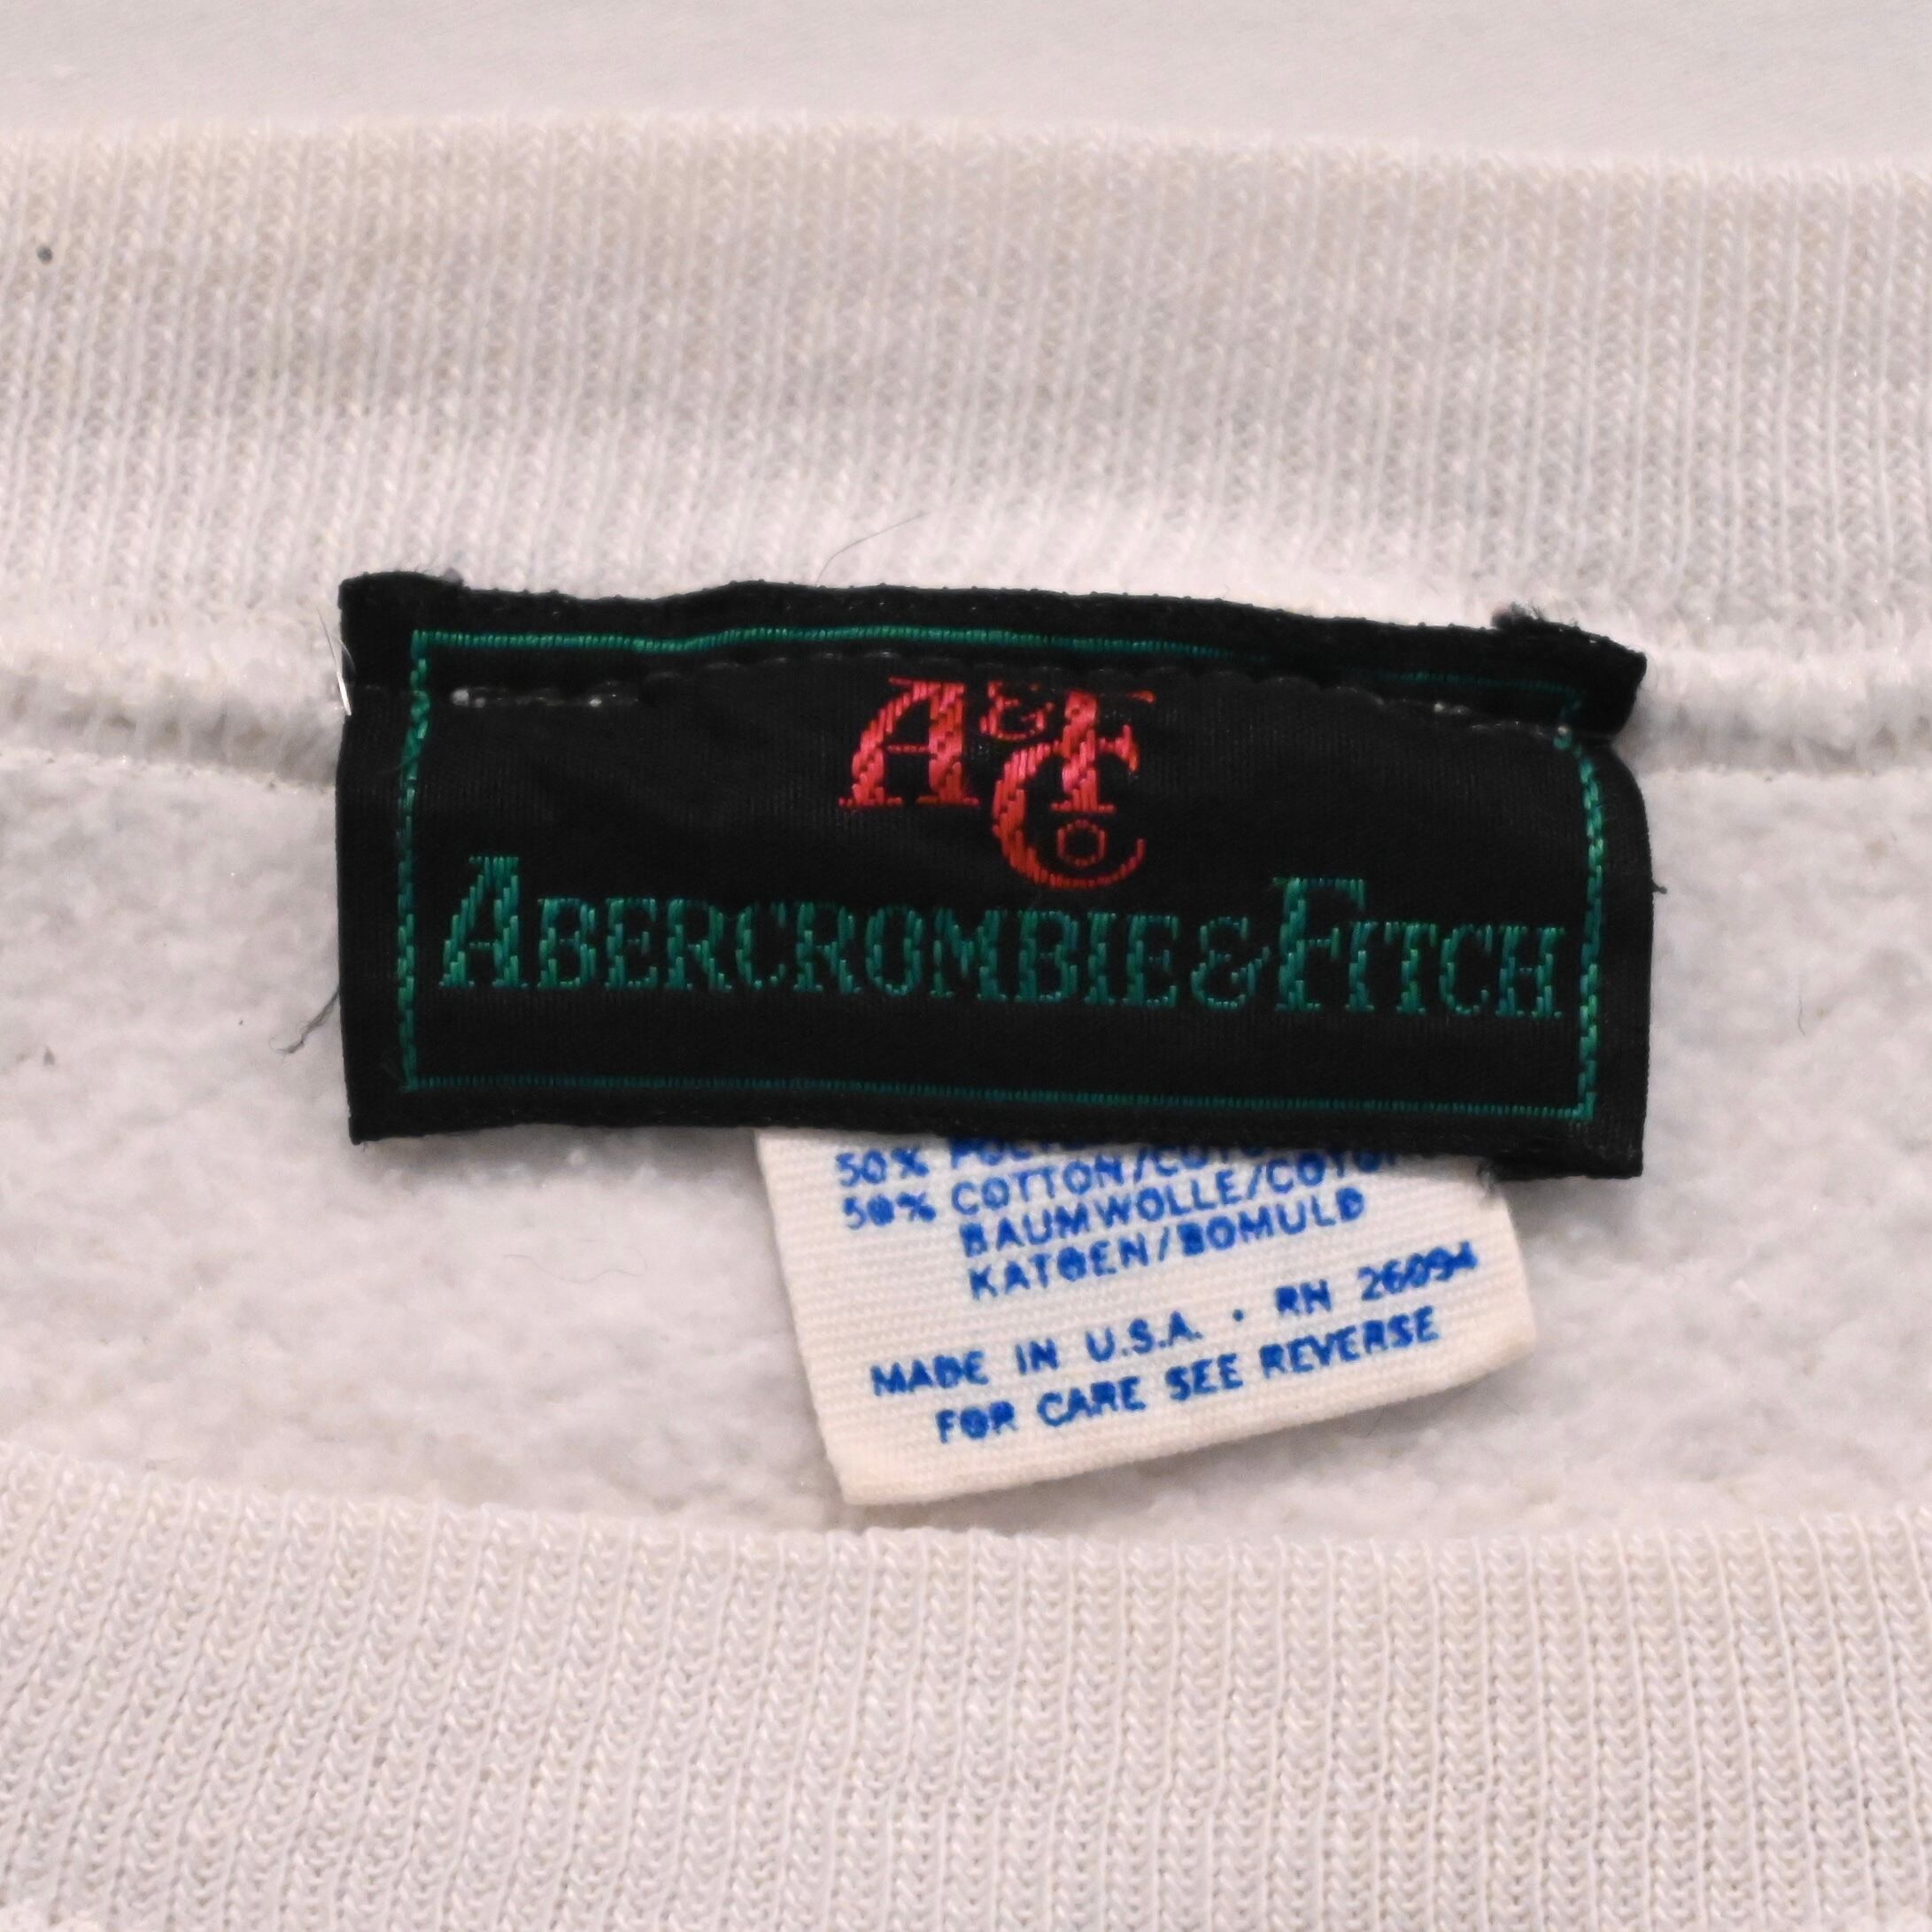 A&F
Co
ABERCROMBIE & FITCH
50%
50% COTTON/
BAUMWOLLE/
KATOEN/BOMULD
MADE IN U.S.A. · RN 26094
FOR CARE SEE REVERSE